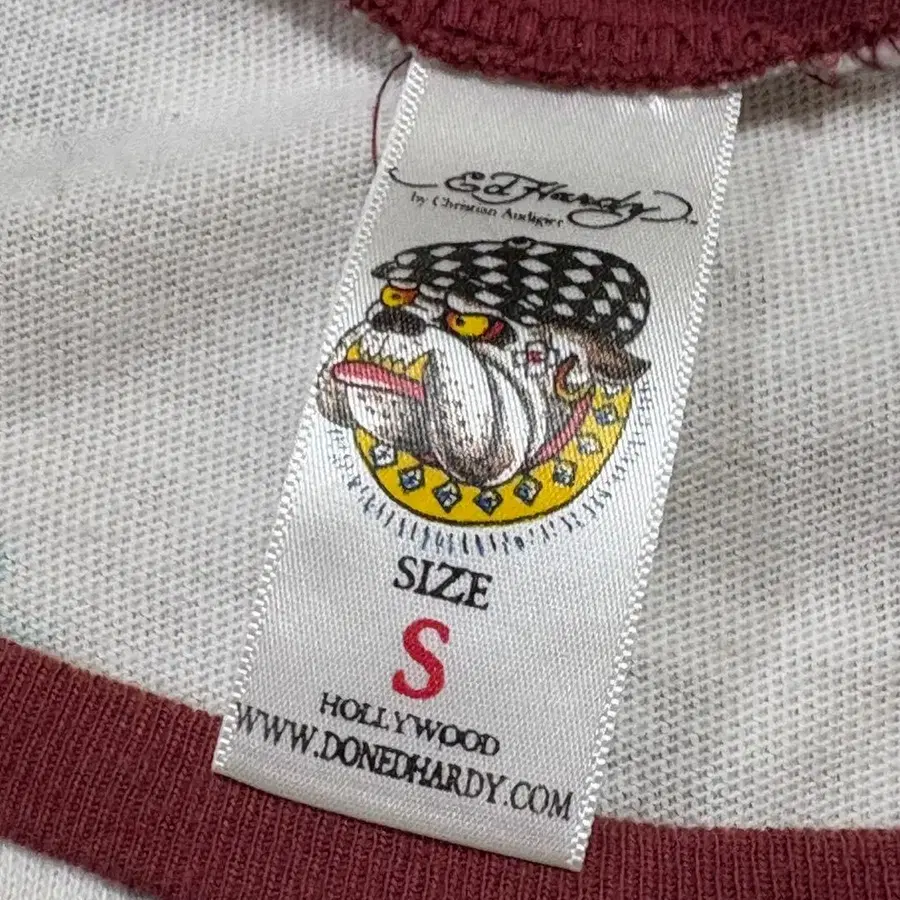 Ed Hardy
by Christian Audigier
SIZE
S
HOLLYWOOD
WWW.DONEDHARDY.COM